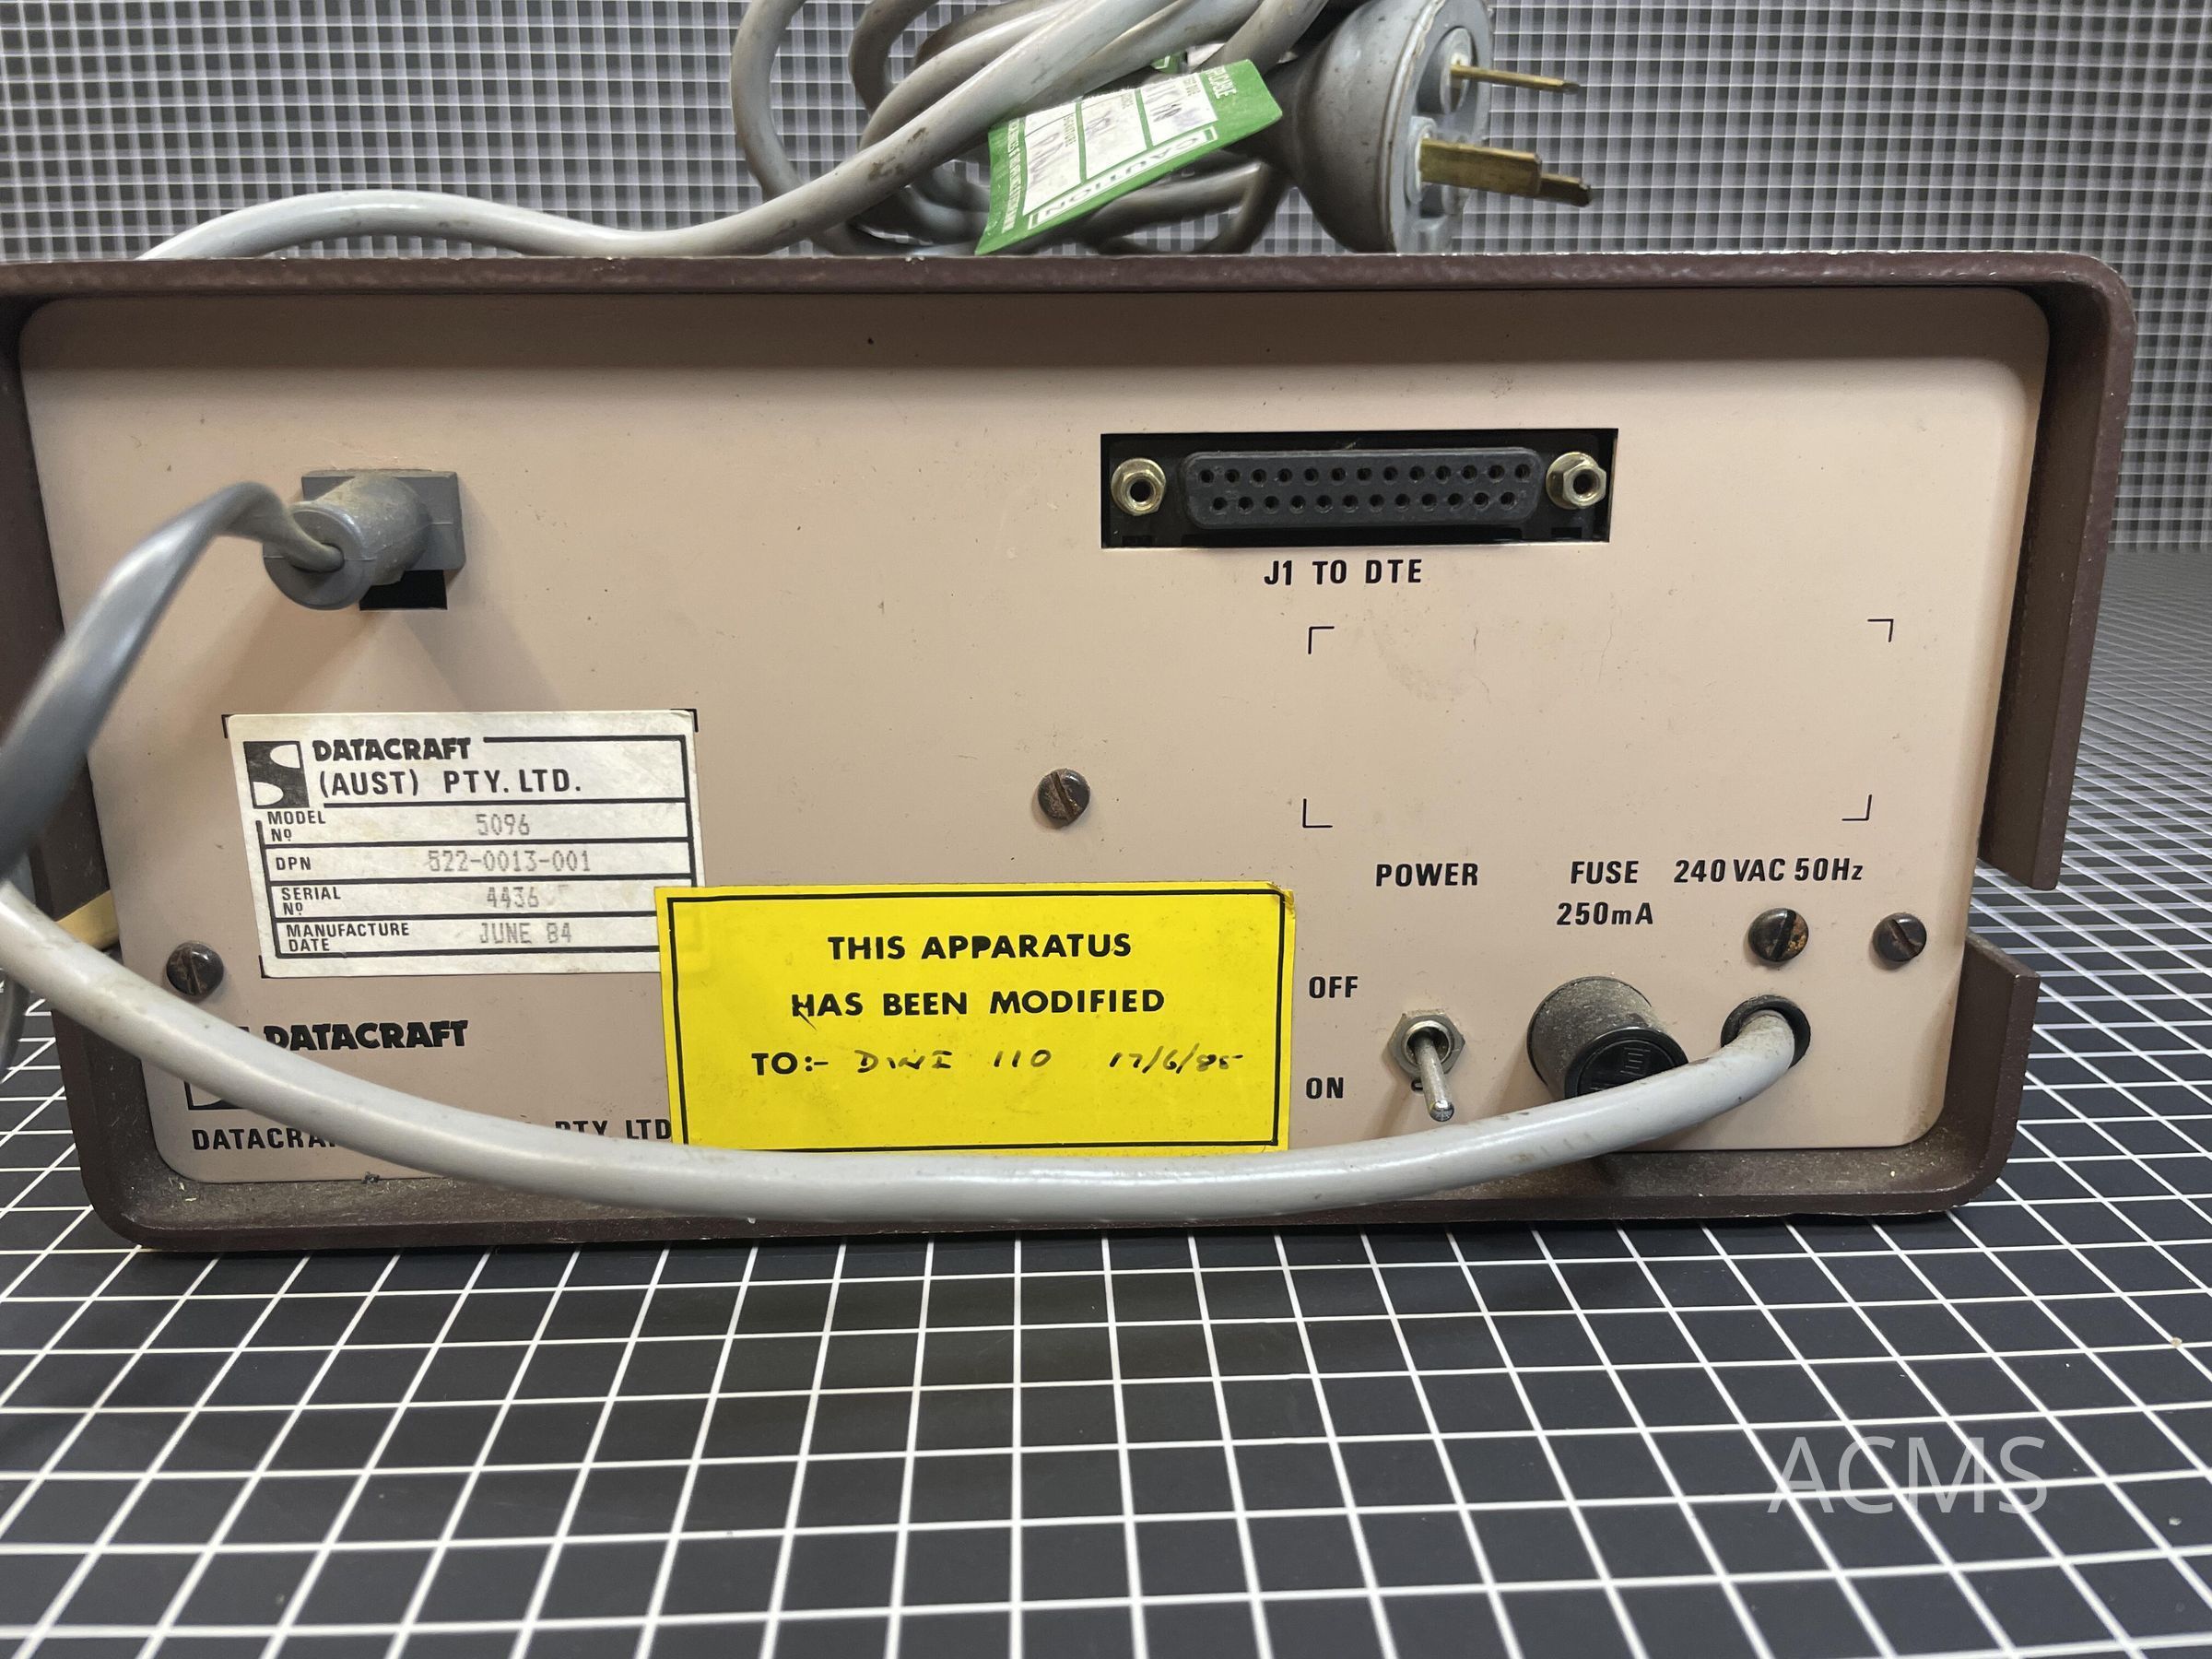 CAUTION
J1 TO DTE
DATACRAFT
(AUST) PTY. LTD.
MODEL
Nº 5096
DPN 522-0013-001
SERIAL
Nº 4436
MANUFACTURE
DATE JUNE 84
POWER
FUSE
250mA
240 VAC 50Hz
THIS APPARATUS
HAS BEEN MODIFIED
TO:- 110 17/6/85
OFF
ON
DATACRAFT
PTY LTD
ACMS